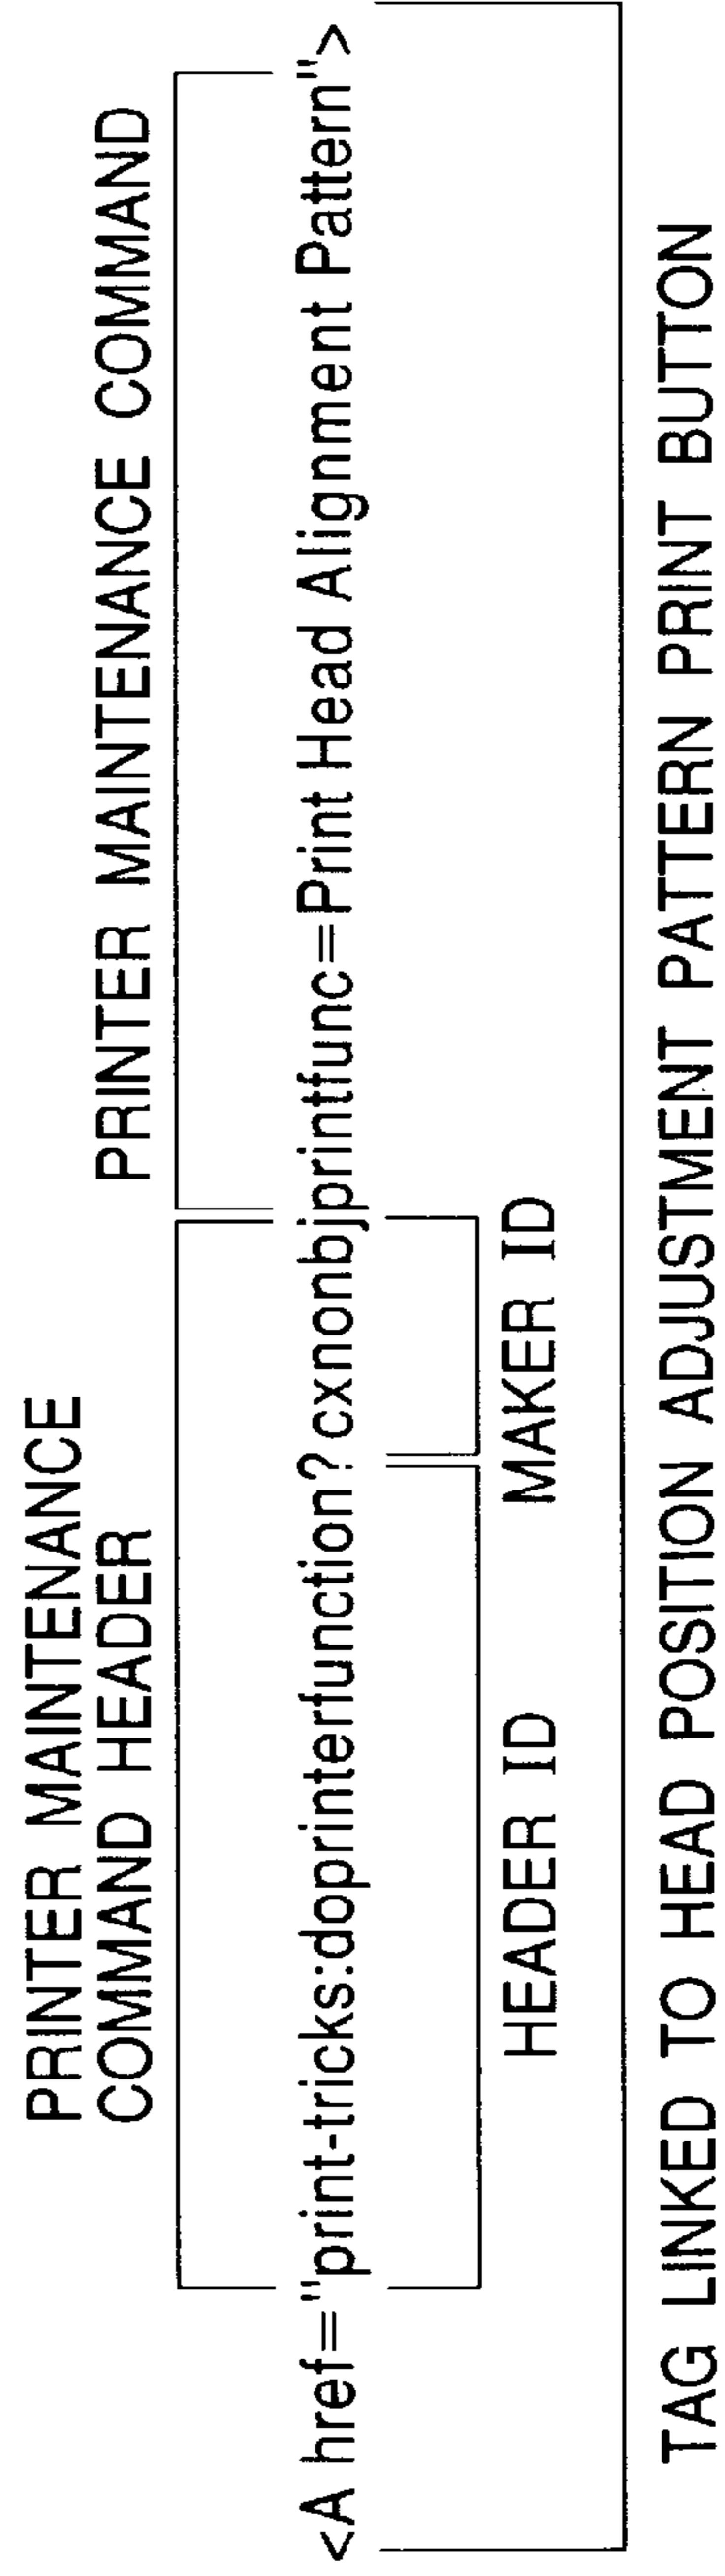 PRINTER MAINTENANCE
COMMAND HEADER
PRINTER MAINTENANCE COMMAND
<A href="print-tricks:doprinterfunction? cxnonbjprintfunc=Print Head Alignment Pattern">
HEADER ID
MAKER ID
TAG LINKED TO HEAD POSITION ADJUSTMENT PATTERN PRINT BUTTON